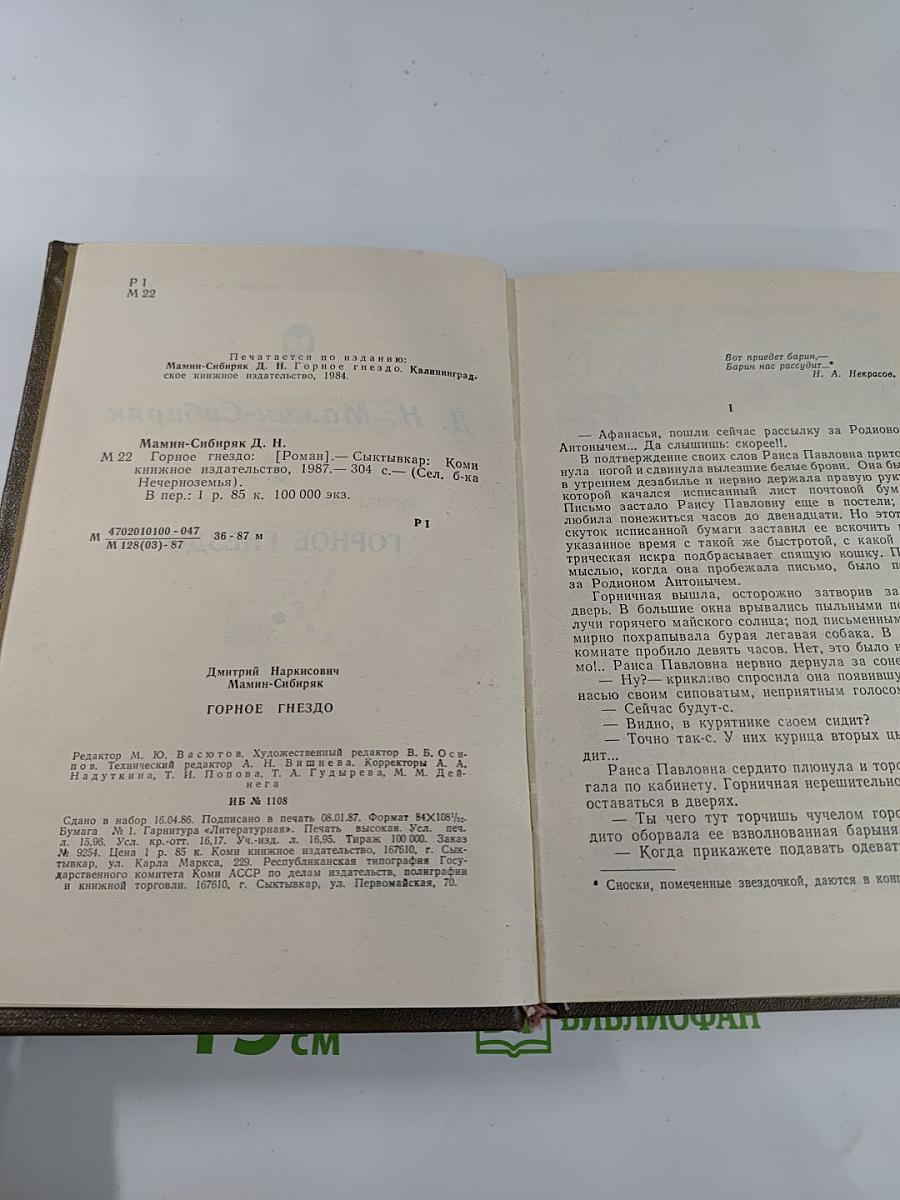 Р I
М 22
Печатается по изданию:
Мамин-Сибиряк Д. Н. Горное гнездо. Калининград-
ское книжное издательство, 1984.
Мамин-Сибиряк Д. Н.
М 22 Горное гнездо: [Роман].— Сыктывкар: Коми
книжное издательство, 1987.— 304 с.— (Сел. б-ка
Нечерноземья).
В пер.: 1 р. 85 к. 100 000 экз.
М 4702010100 - 047
М 128(03)- 87
36 - 87 м
Р I
Дмитрий Наркисович
Мамин-Сибиряк
ГОРНОЕ ГНЕЗДО
Редактор М. Ю. Васютов. Художественный редактор В. Б. Оси-
пов. Технический редактор А. Н. Вишнева. Корректоры А. А.
Надуткина, Т. И. Попова, Т. А. Гудырева, М. М. Дей-
нега
ИБ № 1108
Сдано в набор 16.04.86. Подписано в печать 08.01.87. Формат 84×108¹/₃₂.
Бумага № 1. Гарнитура «Литературная». Печать высокая. Усл. печ.
л. 15,96. Усл. кр.-отт. 16,17. Уч.-изд. л. 16,95. Тираж 100 000. Заказ
№ 9254. Цена 1 р. 85 к. Коми книжное издательство, 167610, г. Сык-
тывкар, ул. Карла Маркса, 229. Республиканская типография Госу-
дарственного комитета Коми АССР по делам издательств, полиграфии
и книжной торговли. 167610, г. Сыктывкар, ул. Первомайская, 70.
Вот приедет барин,—
Барин нас рассудит...*
Н. А. Некрасов.
I
— Афанасья, пошли сейчас рассылку за Родионо
Антонычем... Да слышишь: скорее!!.
В подтверждение своих слов Раиса Павловна прито
нула ногой и сдвинула вылезшие белые брови. Она бы
в утреннем дезабилье и нервно держала правую рук
которой качался исписанный лист почтовой бум
Письмо застало Раису Павловну еще в постели;
любила понежиться часов до двенадцати. Но этот
скуток исписанной бумаги заставил ее вскочить
указанное время с такой же быстротой, с какой
трическая искра подбрасывает спящую кошку. П
мыслью, когда она пробежала письмо, было по
за Родионом Антонычем.
Горничная вышла, осторожно затворив за
дверь. В большие окна врывались пыльными по
лучи горячего майского солнца; под письменным
мирно похрапывала бурая легавая собака. В
комнате пробило девять часов. Нет, это было н
мо!.. Раиса Павловна нервно дернула за соне
— Ну?— крикливо спросила она появившу
насью своим сиповатым, неприятным голосом
— Сейчас будут-с.
— Видно, в курятнике своем сидит?
— Точно так-с. У них курица вторых цы
дит...
Раиса Павловна сердито плюнула и торо
гала по кабинету. Горничная нерешительно
оставаться в дверях.
— Ты чего тут торчишь чучелом горо
дито оборвала ее взволнованная барыня
— Когда прикажете подавать одеват
* Сноски, помеченные звездочкой, даются в конц
15 см
БИБЛИОФАН